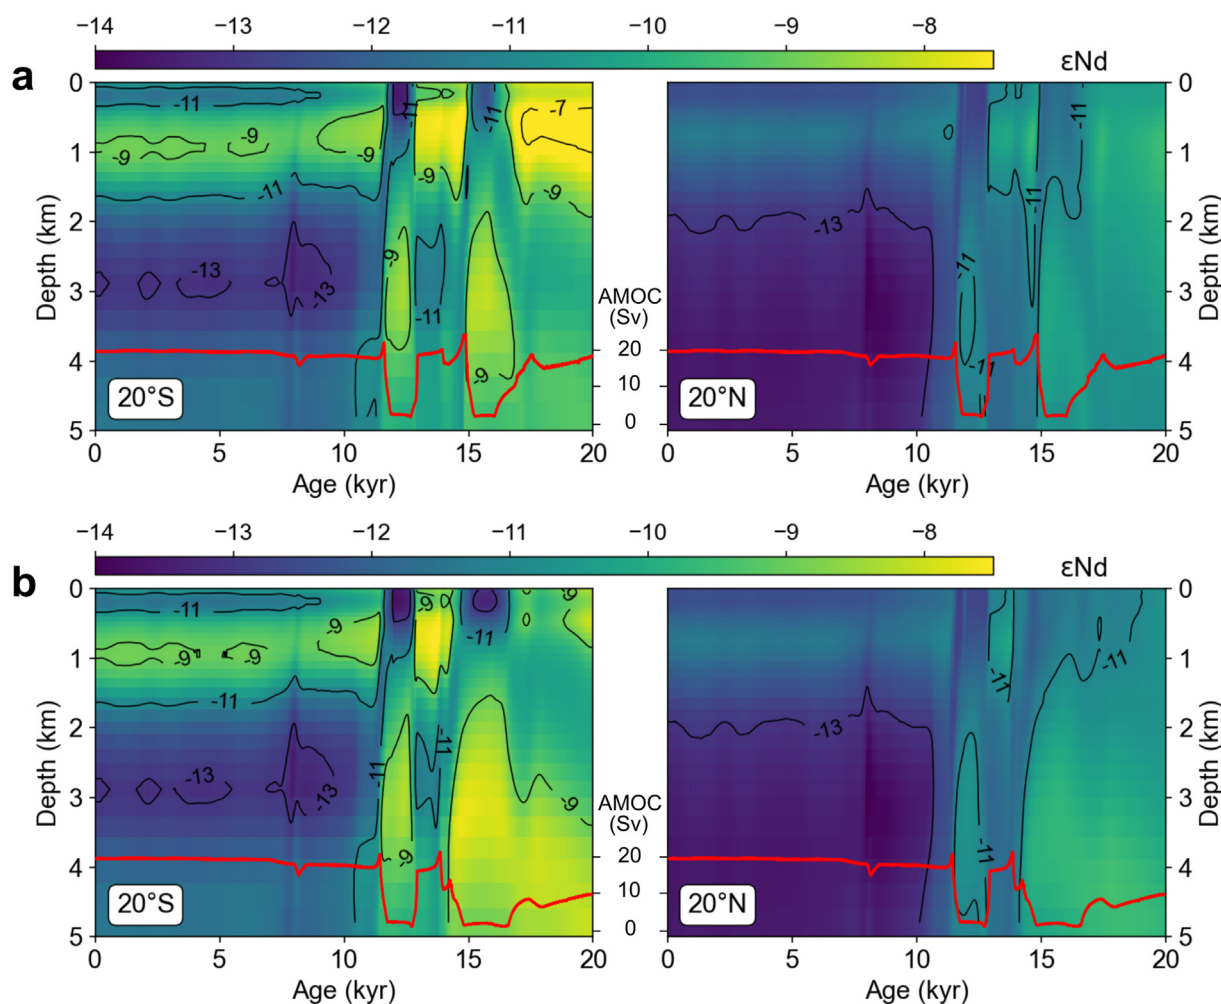 −14 −13 −12 −11 −10 −9 −8
a
εNd
-11 -9 -9 -9 -11 -13 -13 -9 -11 -11 -9 -9 -11 -11 -9 -7 -9
-13 -11 -11 -11
0 1 2 3 4 5
Depth (km)
0 1 2 3 4 5
Depth (km)
AMOC
(Sv)
20
10
0
20°S
20°N
0 5 10 15 20
0 5 10 15 20
Age (kyr)
Age (kyr)
−14 −13 −12 −11 −10 −9 −8
b
εNd
-11 -9 -9 -9 -11 -13 -13 -11 -9 -9 -11 -11 -9 -9
-13 -11 -11 -11
0 1 2 3 4 5
Depth (km)
0 1 2 3 4 5
Depth (km)
AMOC
(Sv)
20
10
0
20°S
20°N
0 5 10 15 20
0 5 10 15 20
Age (kyr)
Age (kyr)